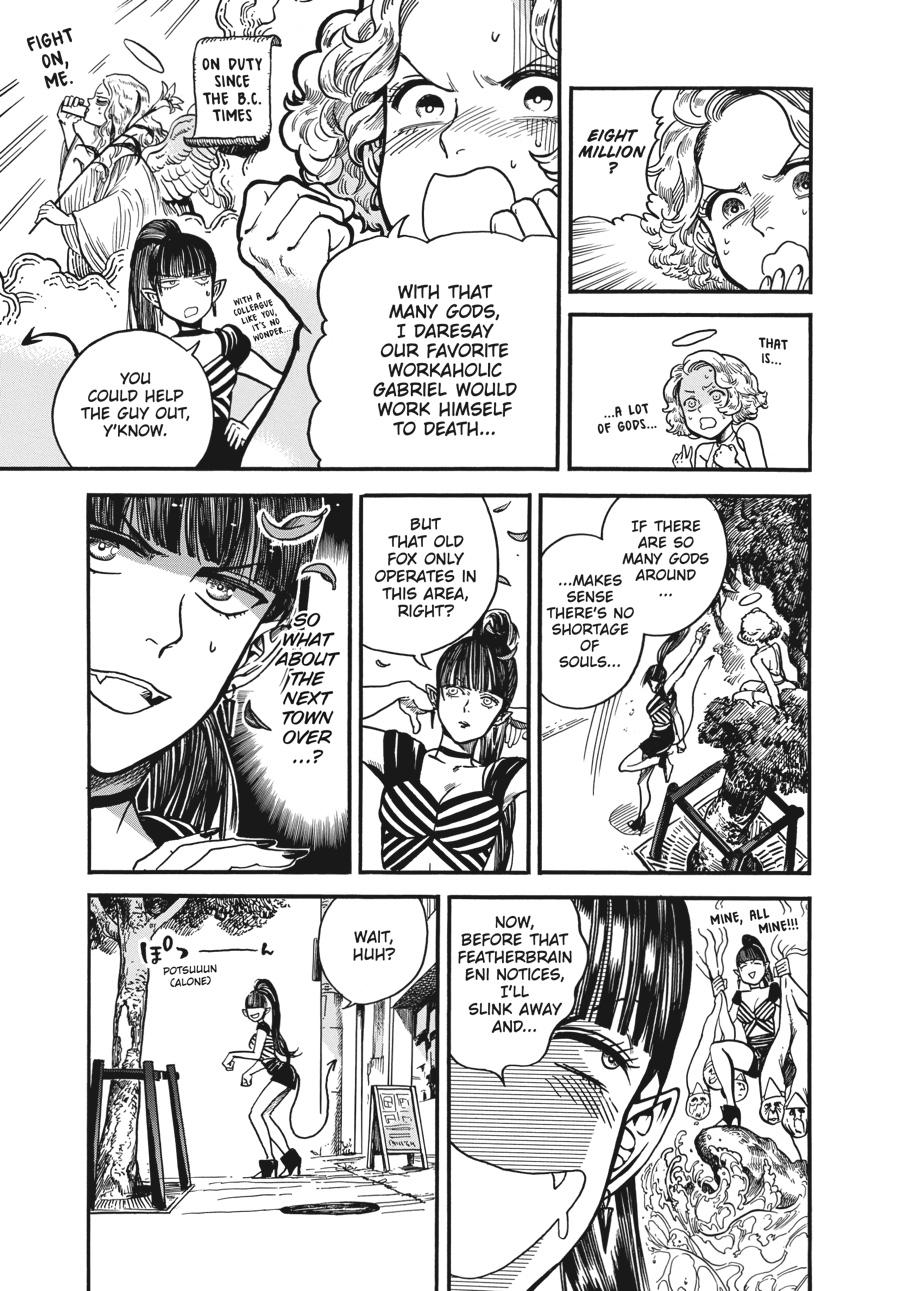 EIGHT
MILLION
?
THAT
IS...
...A LOT
OF GODS...
WITH THAT
MANY GODS,
I DARESAY
OUR FAVORITE
WORKAHOLIC
GABRIEL WOULD
WORK HIMSELF
TO DEATH...
ON DUTY
SINCE
THE B.C.
TIMES
FIGHT
ON,
ME.
WITH A
COLLEAGUE
LIKE YOU,
IT'S NO
WONDER...
YOU
COULD HELP
THE GUY OUT,
Y'KNOW.
IF THERE
ARE SO
MANY GODS
AROUND
...
...MAKES
SENSE
THERE'S NO
SHORTAGE
OF
SOULS...
BUT
THAT OLD
FOX ONLY
OPERATES IN
THIS AREA,
RIGHT?
...SO
WHAT
ABOUT
THE
NEXT
TOWN
OVER
...?
MINE, ALL
MINE!!!
NOW,
BEFORE THAT
FEATHERBRAIN
ENI NOTICES,
I'LL
SLINK AWAY
AND...
WAIT,
HUH?
ぽつーん
POTSUUUN
(ALONE)